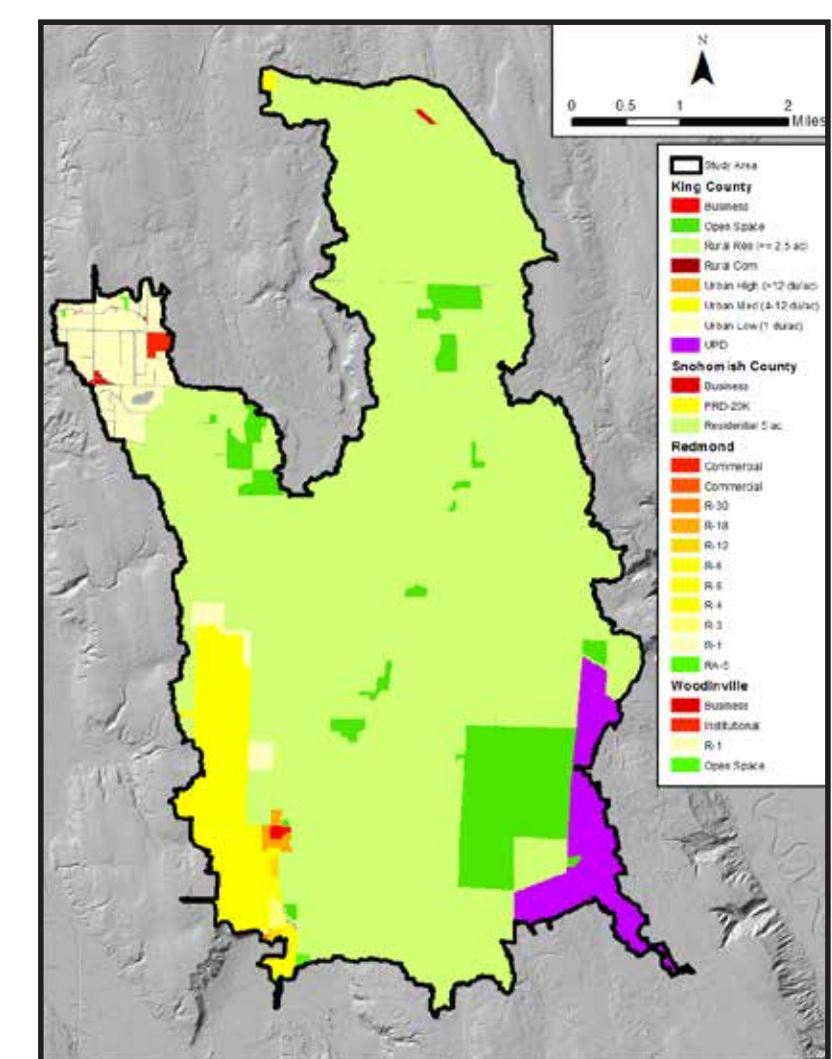 N
0 0.5 1 2
Miles
Study Area
King County
Business
Open Space
Rural Res (>= 2.5 ac)
Rural Com
Urban High (>12 du/ac)
Urban Med (4-12 du/ac)
Urban Low (1 du/ac)
UPD
Snohomish County
Business
PRD-20K
Residential 5 ac.
Redmond
Commercial
Commercial
R-30
R-18
R-12
R-6
R-5
R-4
R-3
R-1
RA-5
Woodinville
Business
Institutional
R-1
Open Space